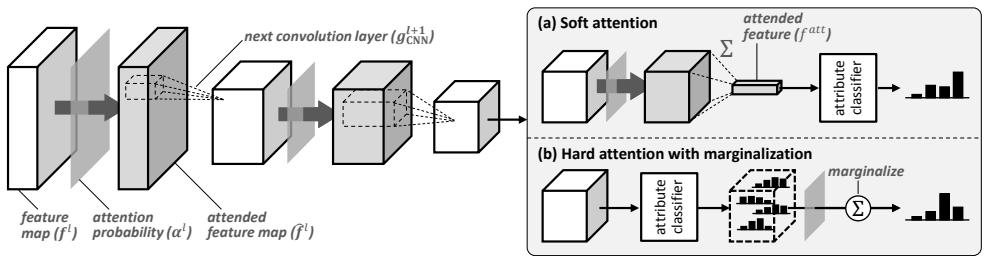 next convolution layer (g_CNN^{l+1})
feature
map (f^l)
attention
probability (α^l)
attended
feature map (f̂^l)
(a) Soft attention
Σ
attended
feature (f^{att})
attribute
classifier
(b) Hard attention with marginalization
attribute
classifier
marginalize
Σ